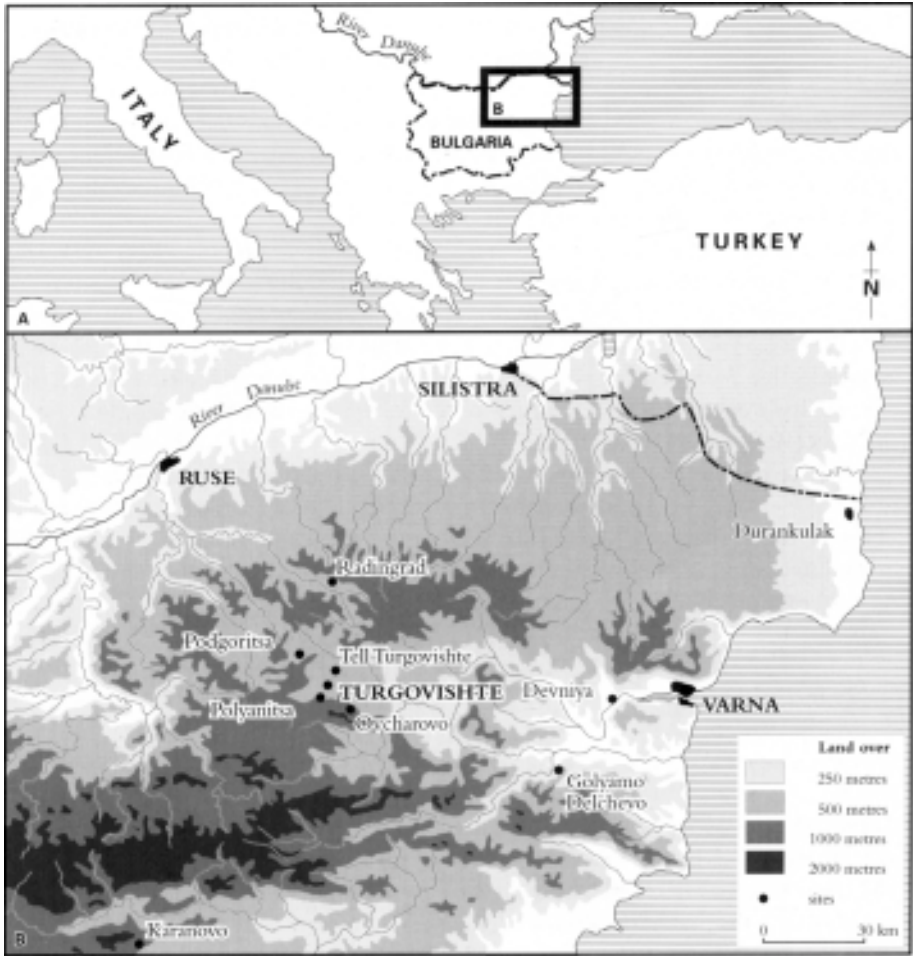 River Danube
ITALY
B
BULGARIA
TURKEY
N
A
SILISTRA
River Danube
RUSE
Durankulak
Radingrad
Podgoritsa
Tell Turgovishte
TURGOVISHTE
Devniya
VARNA
Polyanitsa
Ovcharovo
Land over
250 metres
Golyamo
Delchevo
500 metres
1000 metres
2000 metres
sites
Karanovo
B
0 30 km